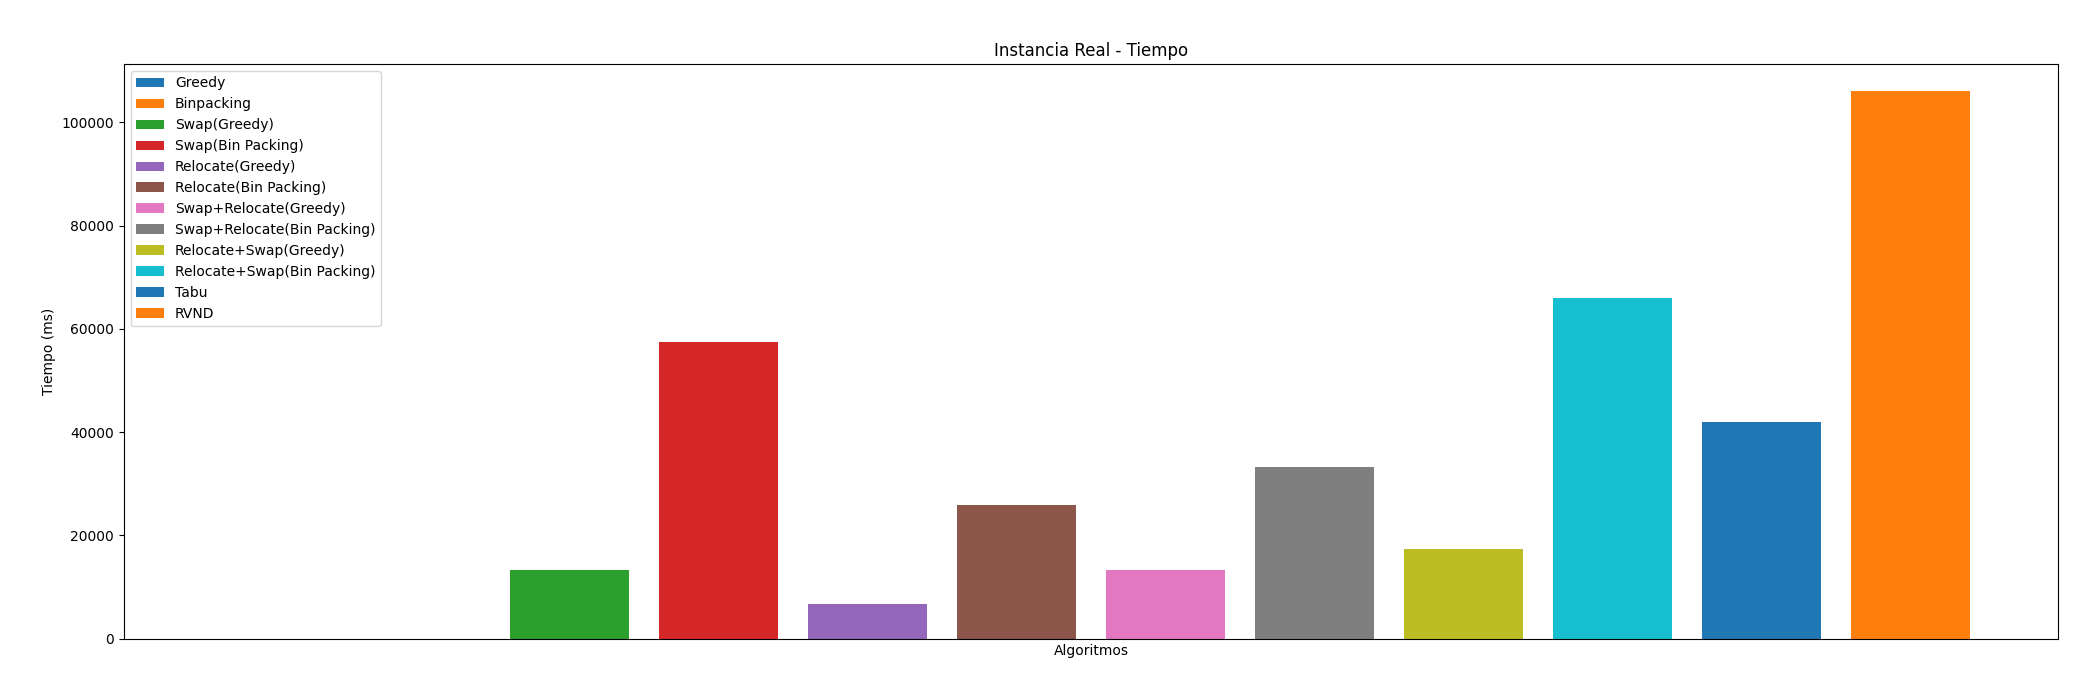 Instancia Real - Tiempo
Greedy
Binpacking
Swap(Greedy)
Swap(Bin Packing)
Relocate(Greedy)
Relocate(Bin Packing)
Swap+Relocate(Greedy)
Swap+Relocate(Bin Packing)
Relocate+Swap(Greedy)
Relocate+Swap(Bin Packing)
Tabu
RVND
Tiempo (ms)
100000
80000
60000
40000
20000
0
Algoritmos